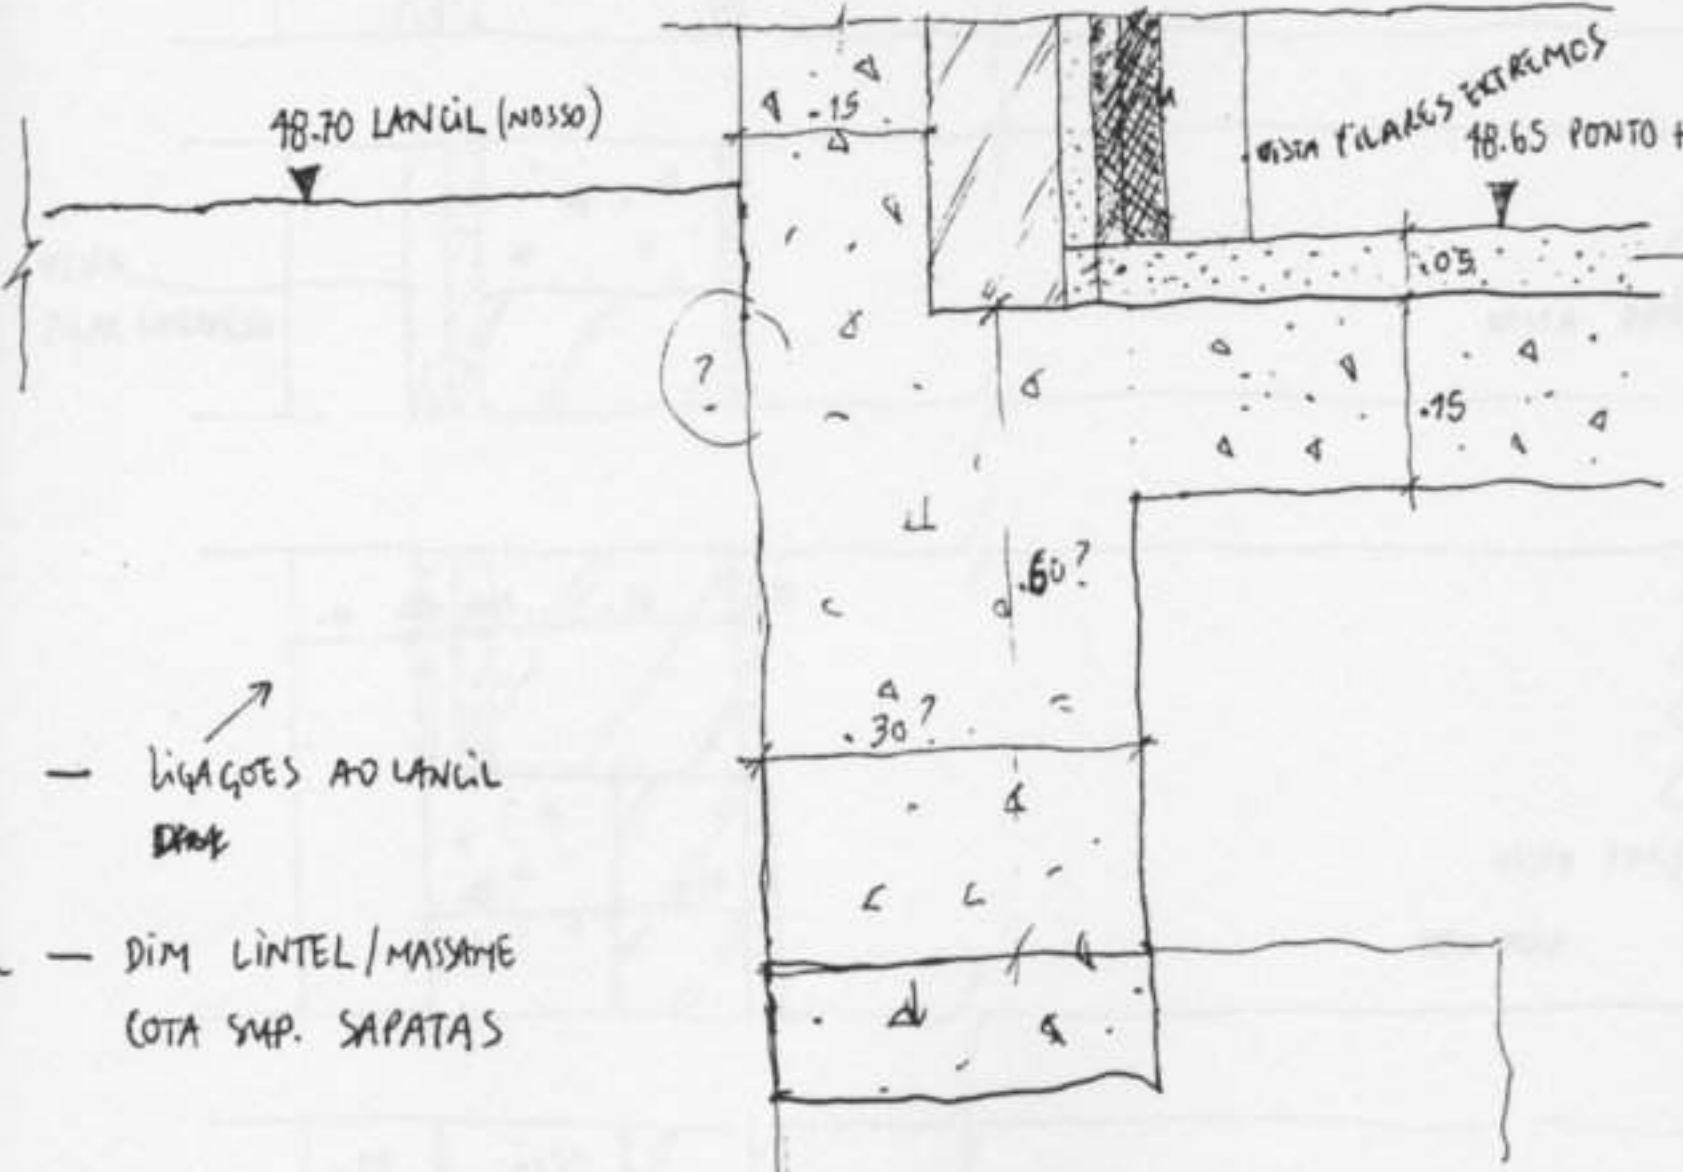 .15
48.70 LANCIL (NOSSO)
VISTA PILARES EXTREMOS
48.65 PONTO
.05
?
.15
.60?
.30?
— LIGAÇÕES AO LANCIL
— DIM LINTEL/MASSAME
COTA SUP. SAPATAS